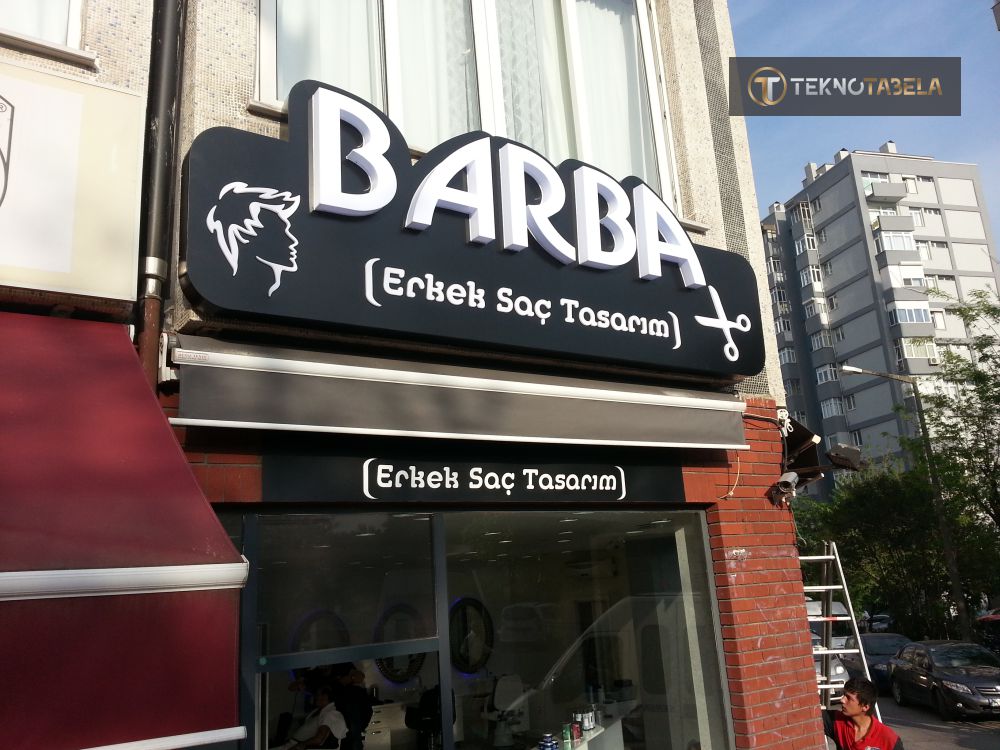 TEKNOTABELA
BARBA
(Erkek Saç Tasarım)
(Erkek Saç Tasarım)